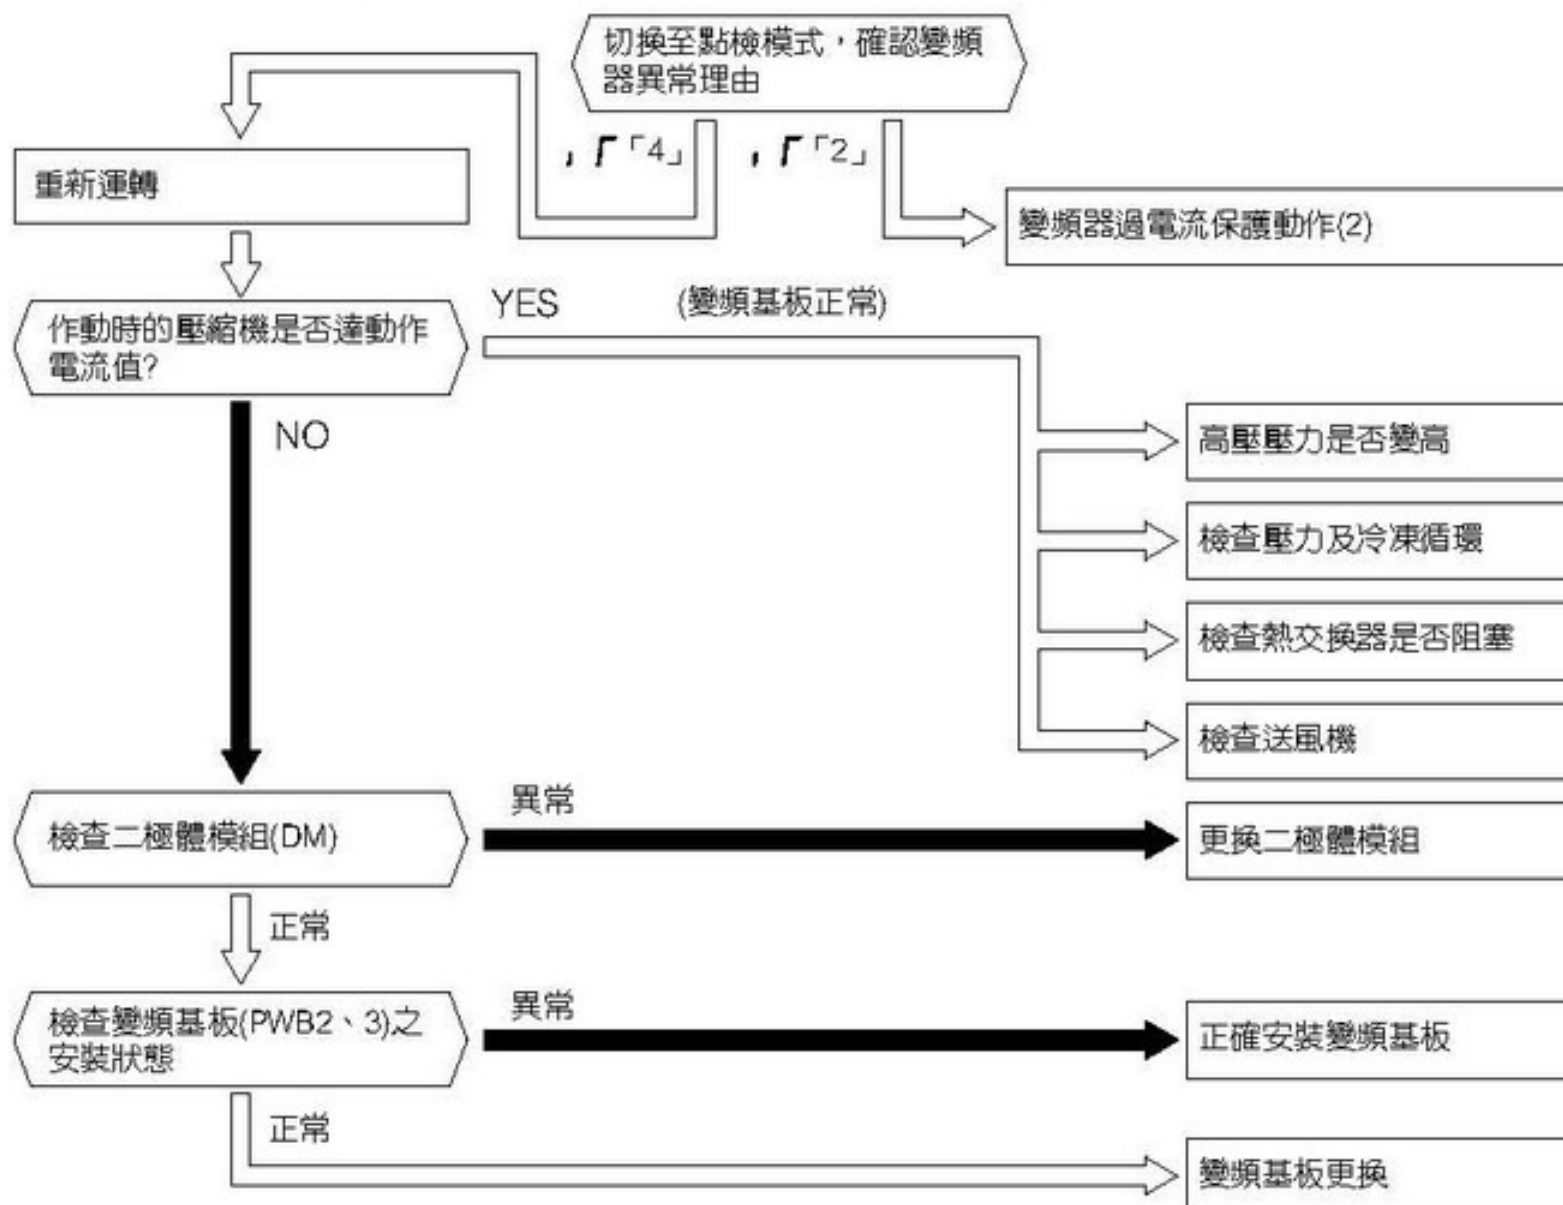 切換至點檢模式，確認變頻
器異常理由
「4」
「2」
重新運轉
變頻器過電流保護動作(2)
作動時的壓縮機是否達動作
電流值?
YES
(變頻基板正常)
NO
高壓壓力是否變高
檢查壓力及冷凍循環
檢查熱交換器是否阻塞
檢查送風機
檢查二極體模組(DM)
異常
更換二極體模組
正常
檢查變頻基板(PWB2、3)之
安裝狀態
異常
正確安裝變頻基板
正常
變頻基板更換